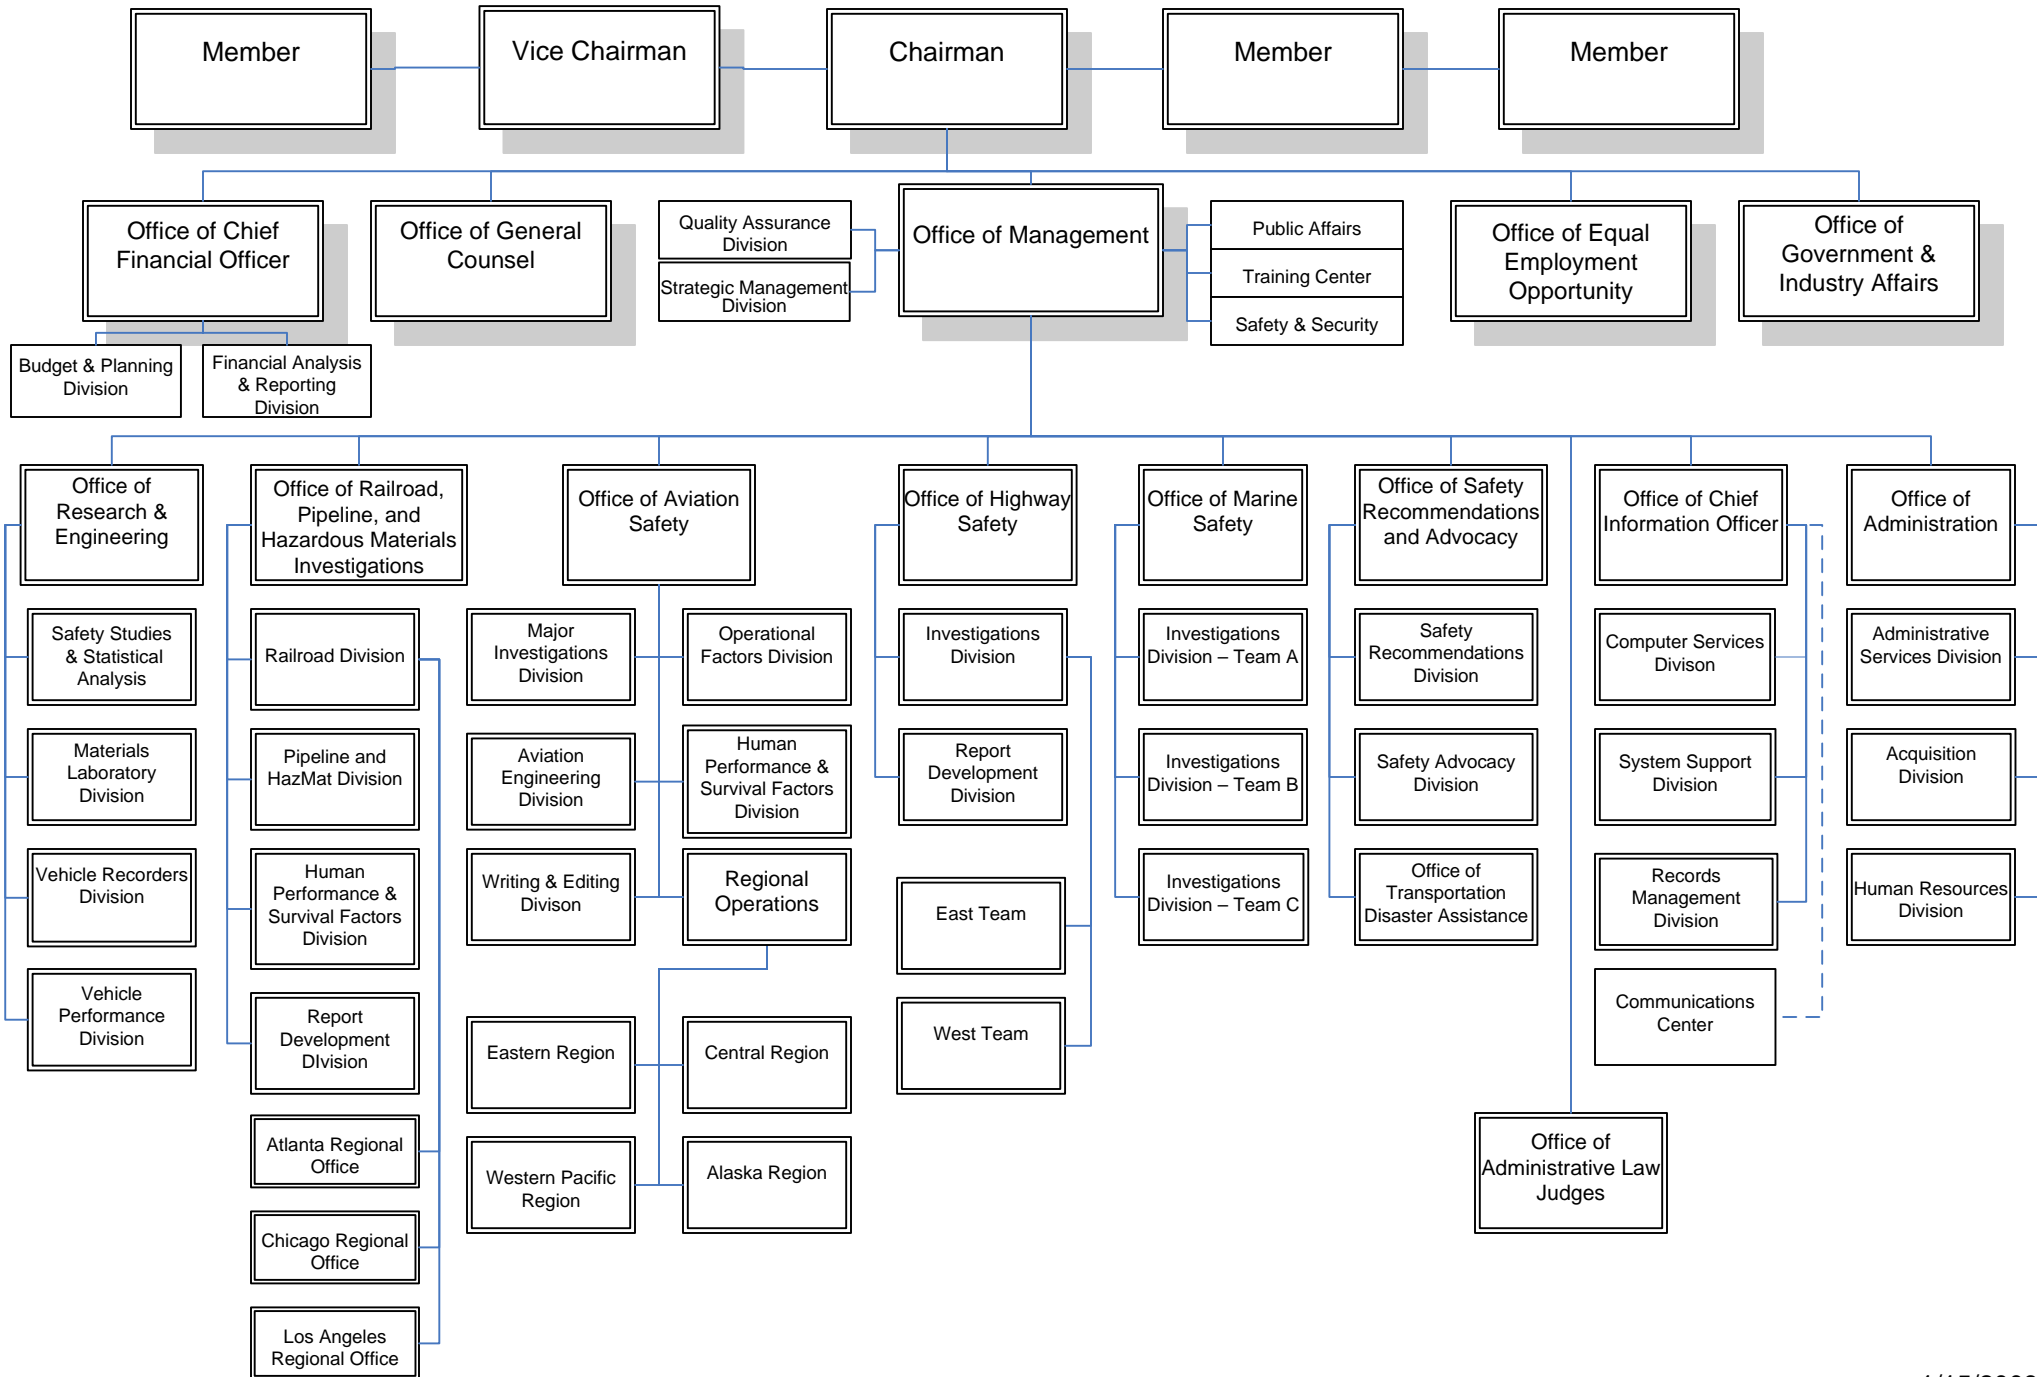 Member
Vice Chairman
Chairman
Member
Member
Office of Chief
Financial Officer
Office of General
Counsel
Quality Assurance
Division
Strategic Management
Division
Office of Management
Public Affairs
Training Center
Safety & Security
Office of Equal
Employment
Opportunity
Office of
Government &
Industry Affairs
Budget & Planning
Division
Financial Analysis
& Reporting
Division
Office of
Research &
Engineering
Office of Railroad,
Pipeline, and
Hazardous Materials
Investigations
Office of Aviation
Safety
Office of Highway
Safety
Office of Marine
Safety
Office of Safety
Recommendations
and Advocacy
Office of Chief
Information Officer
Office of
Administration
Safety Studies
& Statistical
Analysis
Railroad Division
Major
Investigations
Division
Operational
Factors Division
Investigations
Division
Investigations
Division – Team A
Safety
Recommendations
Division
Computer Services
Divison
Administrative
Services Division
Materials
Laboratory
Division
Pipeline and
HazMat Division
Aviation
Engineering
Division
Human
Performance &
Survival Factors
Division
Report
Development
Division
Investigations
Division – Team B
Safety Advocacy
Division
System Support
Division
Acquisition
Division
Vehicle Recorders
Division
Human
Performance &
Survival Factors
Division
Writing & Editing
Divison
Regional
Operations
East Team
Investigations
Division – Team C
Office of
Transportation
Disaster Assistance
Records
Management
Division
Human Resources
Division
Vehicle
Performance
Division
Report
Development
DIvision
Eastern Region
Central Region
West Team
Communications
Center
Atlanta Regional
Office
Western Pacific
Region
Alaska Region
Office of
Administrative Law
Judges
Chicago Regional
Office
Los Angeles
Regional Office